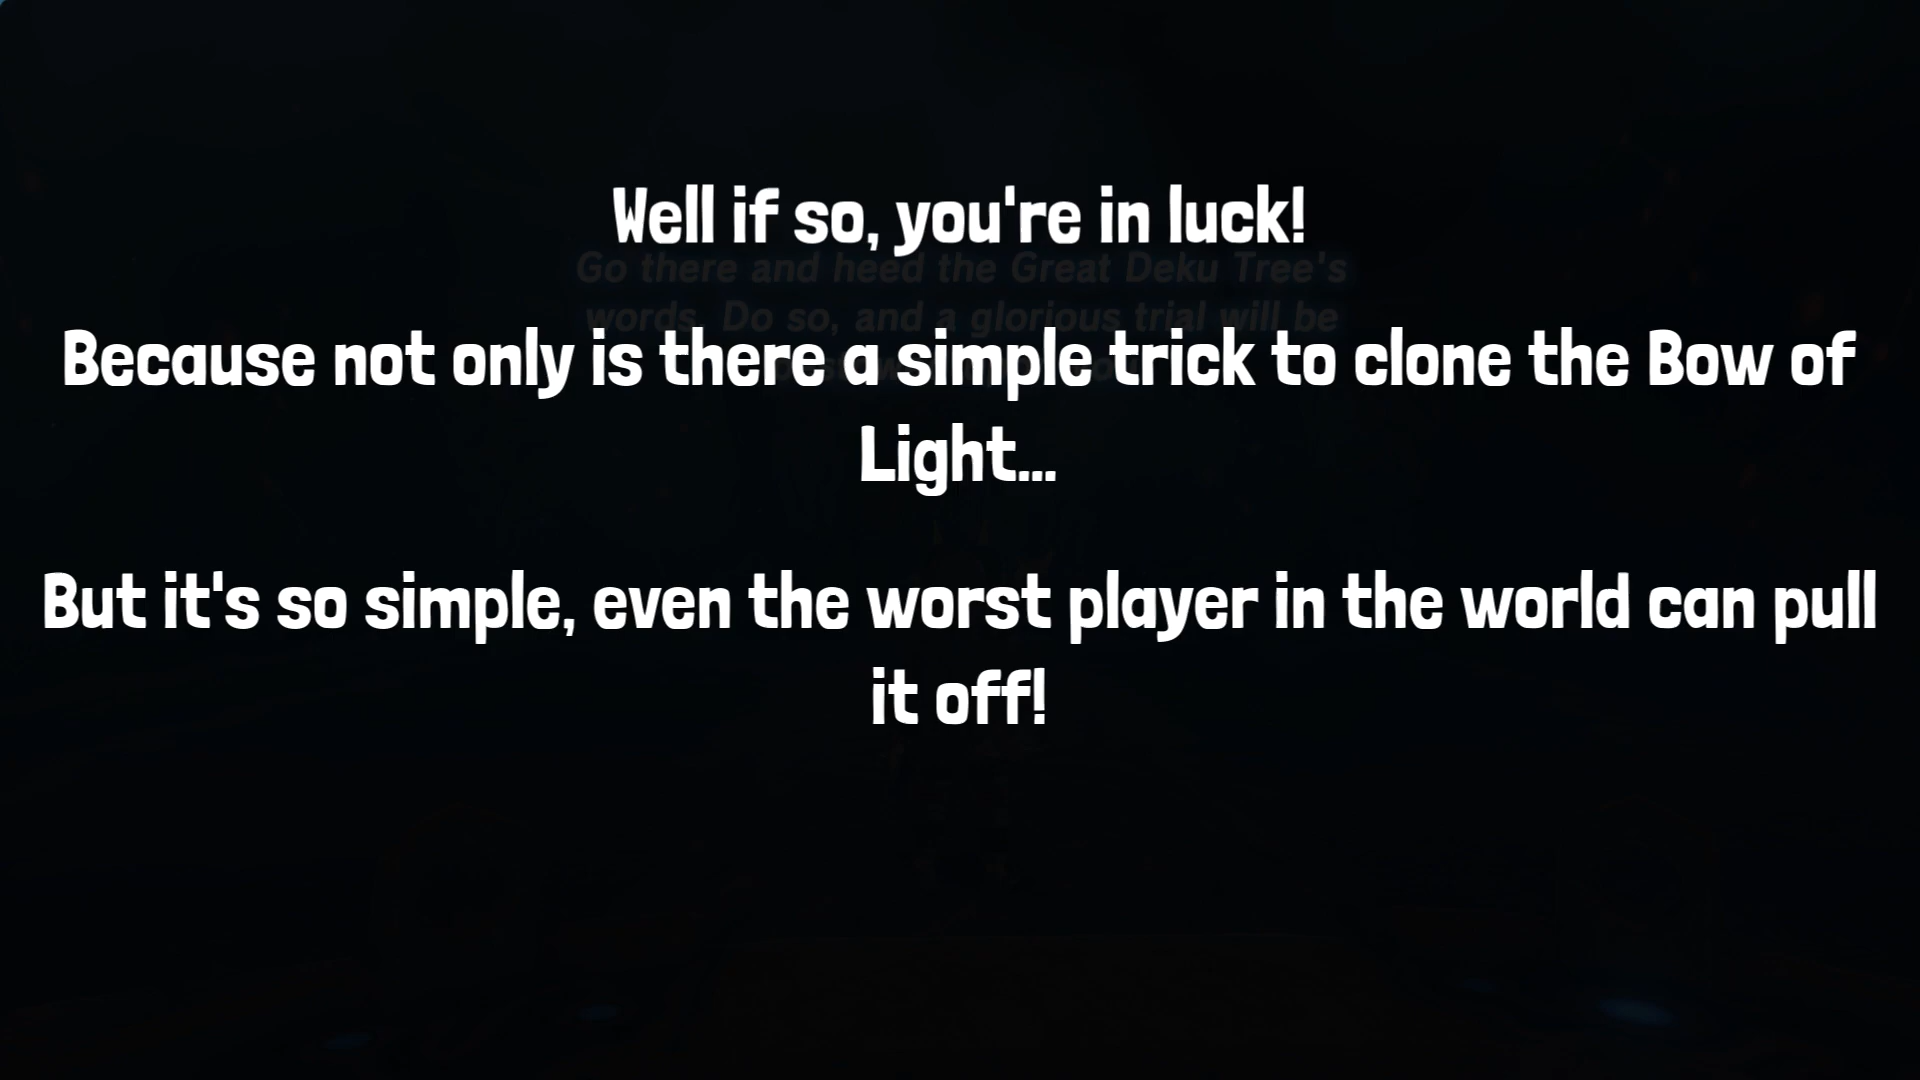 Well if so, you're in luck!
Go there and heed the Great Deku Tree's
words. Do so, and a glorious trial will be
Because not only is there a simple trick to clone the Bow of
Light...
But it's so simple, even the worst player in the world can pull
it off!